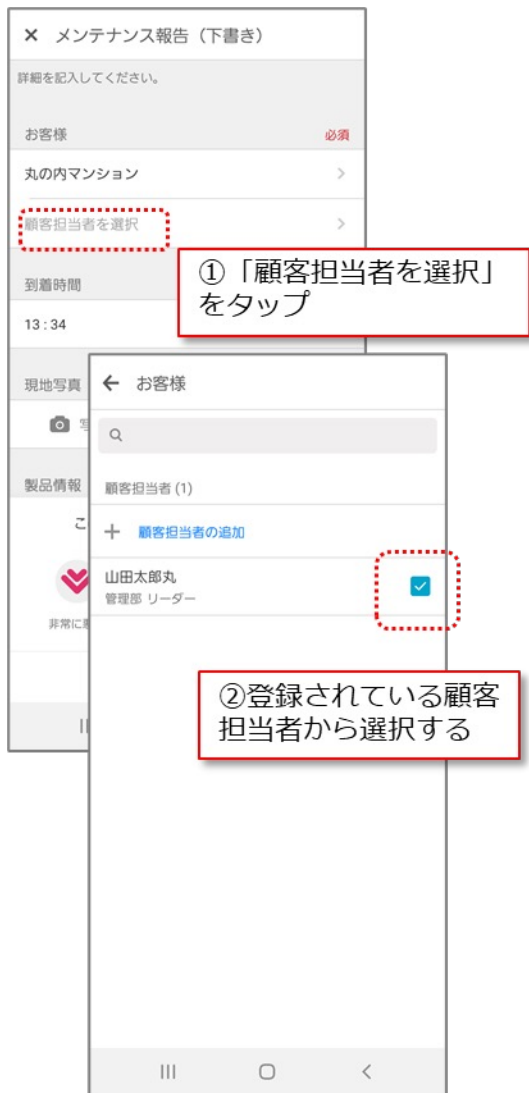 × メンテナンス報告（下書き）
詳細を記入してください。
お客様 必須
丸の内マンション
顧客担当者を選択
①「顧客担当者を選択」
をタップ
到着時間
13:34
現地写真
製品情報
こ
非常に
← お客様
顧客担当者 (1)
＋ 顧客担当者の追加
山田太郎丸
管理部 リーダー
②登録されている顧客
担当者から選択する